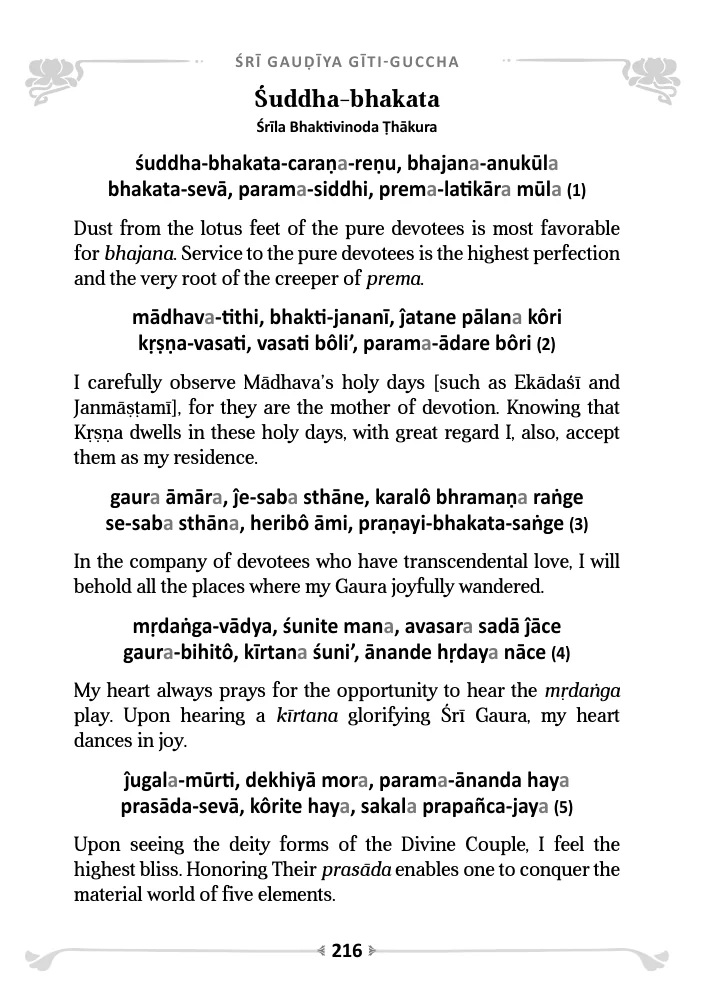 ŚRĪ GAUḌĪYA GĪTI-GUCCHA
Śuddha-bhakata
Śrīla Bhaktivinoda Ṭhākura
śuddha-bhakata-caraṇa-reṇu, bhajana-anukūla
bhakata-sevā, parama-siddhi, prema-latikāra mūla (1)
Dust from the lotus feet of the pure devotees is most favorable
for bhajana. Service to the pure devotees is the highest perfection
and the very root of the creeper of prema.
mādhava-tithi, bhakti-jananī, ĵatane pālana kôri
kṛṣṇa-vasati, vasati bôli’, parama-ādare bôri (2)
I carefully observe Mādhava’s holy days [such as Ekādaśī and
Janmāṣṭamī], for they are the mother of devotion. Knowing that
Kṛṣṇa dwells in these holy days, with great regard I, also, accept
them as my residence.
gaura āmāra, ĵe-saba sthāne, karalô bhramaṇa raṅge
se-saba sthāna, heribô āmi, praṇayi-bhakata-saṅge (3)
In the company of devotees who have transcendental love, I will
behold all the places where my Gaura joyfully wandered.
mṛdaṅga-vādya, śunite mana, avasara sadā ĵāce
gaura-bihitô, kīrtana śuni’, ānande hṛdaya nāce (4)
My heart always prays for the opportunity to hear the mṛdaṅga
play. Upon hearing a kīrtana glorifying Śrī Gaura, my heart
dances in joy.
ĵugala-mūrti, dekhiyā mora, parama-ānanda haya
prasāda-sevā, kôrite haya, sakala prapañca-jaya (5)
Upon seeing the deity forms of the Divine Couple, I feel the
highest bliss. Honoring Their prasāda enables one to conquer the
material world of five elements.
216